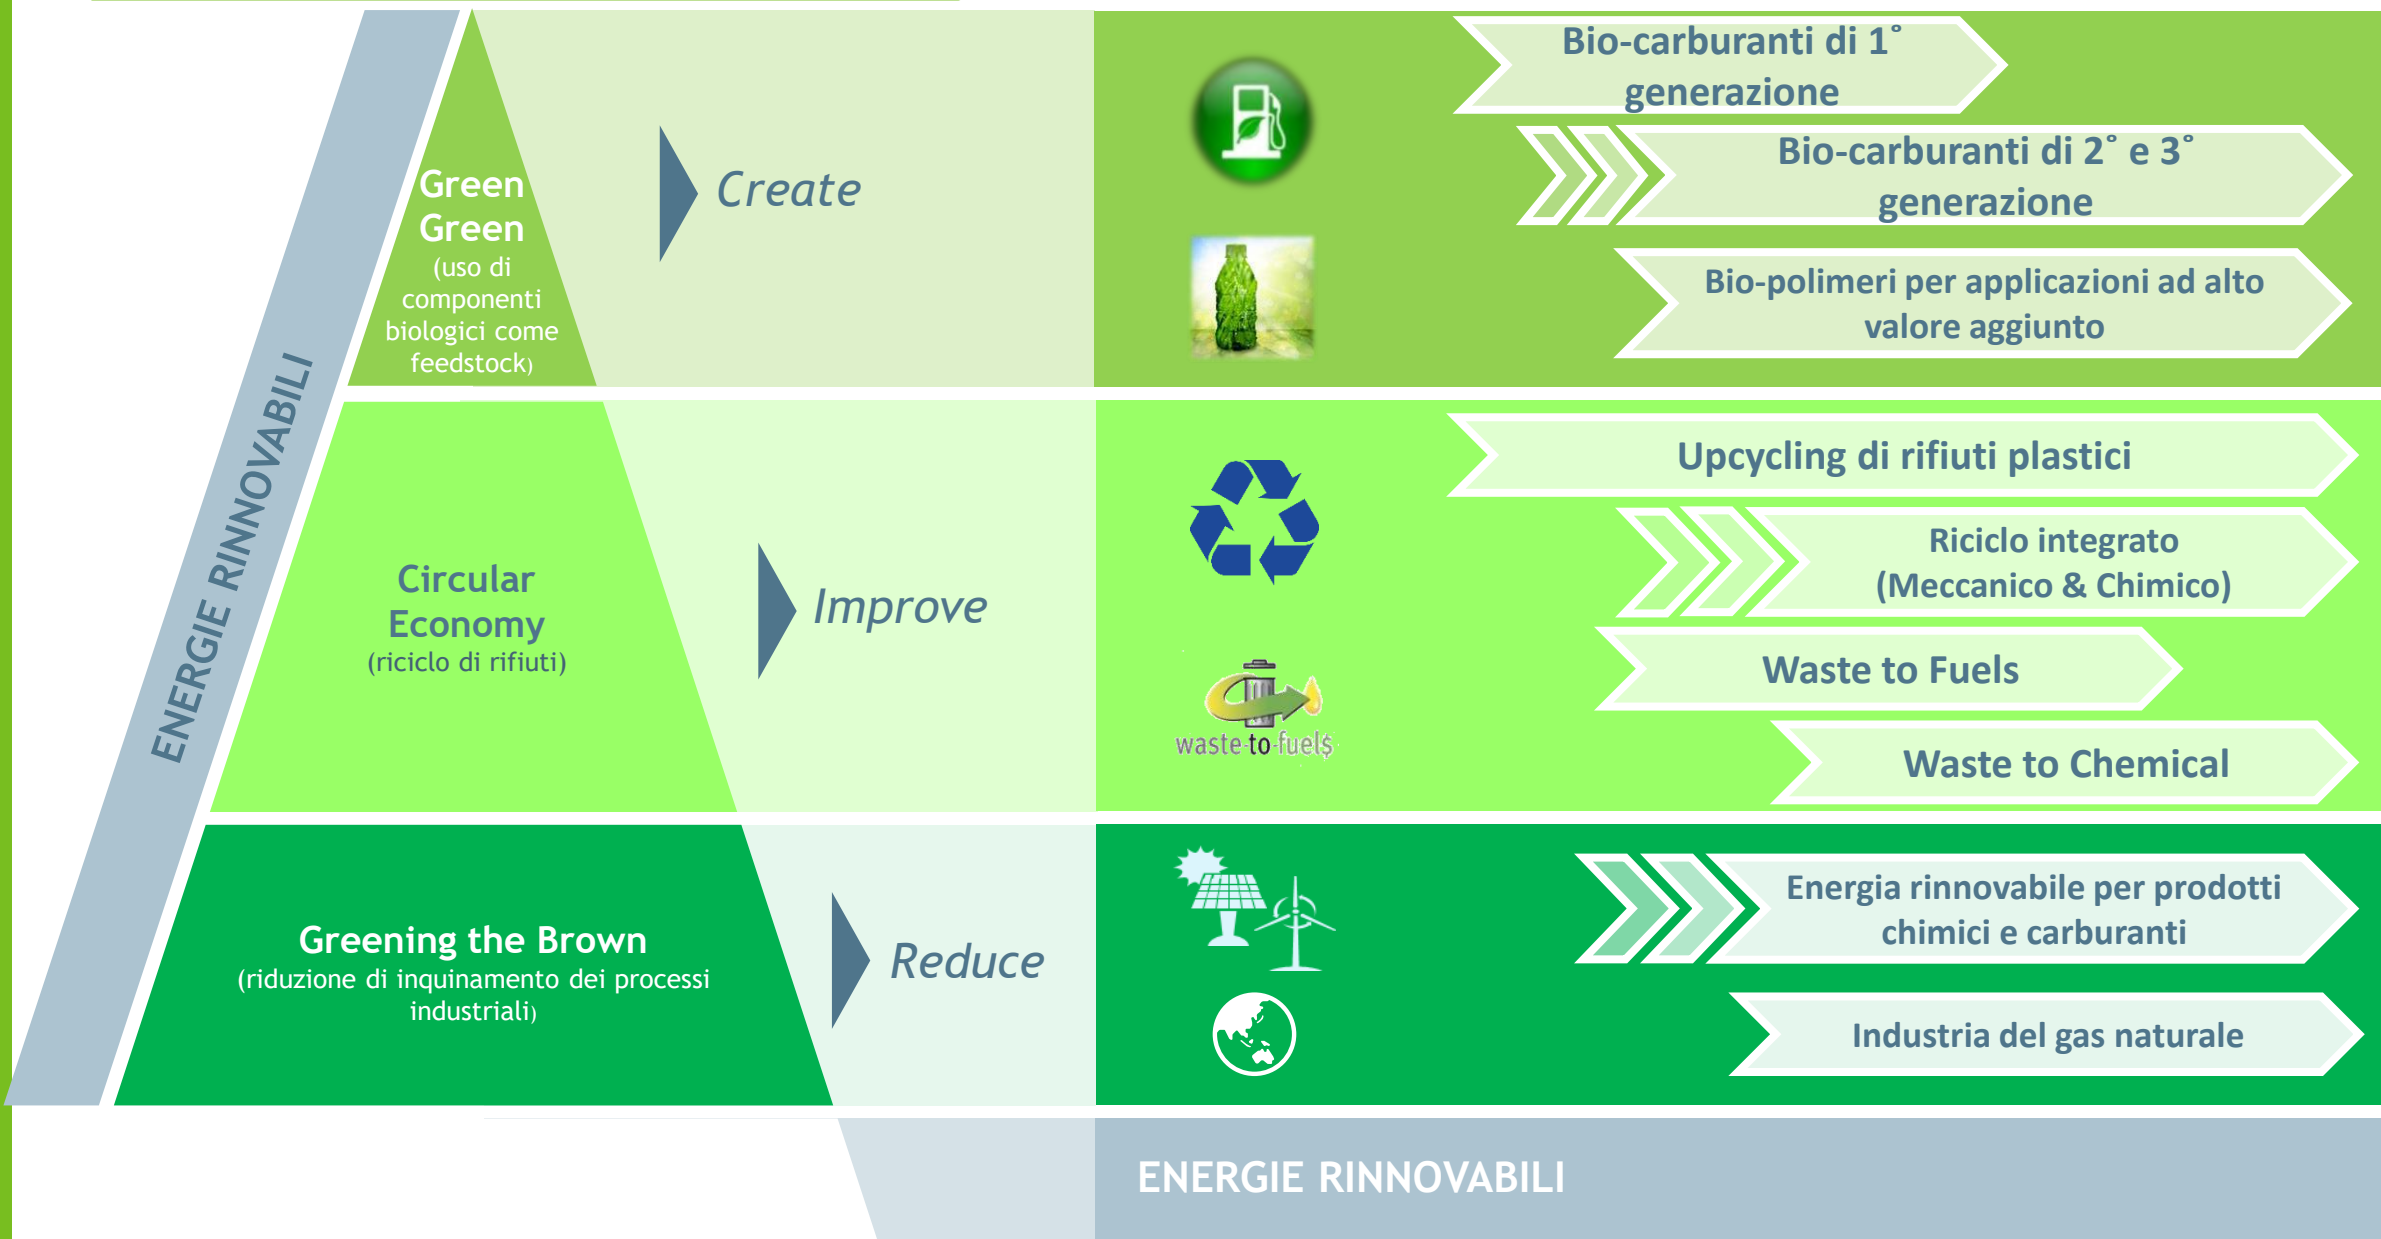 ENERGIE RINNOVABILI
Green
Green
(uso di
componenti
biologici come
feedstock)
Create
Bio-carburanti di 1°
generazione
Bio-carburanti di 2° e 3°
generazione
Bio-polimeri per applicazioni ad alto
valore aggiunto
Circular
Economy
(riciclo di rifiuti)
Improve
waste-to-fuel$
Upcycling di rifiuti plastici
Riciclo integrato
(Meccanico & Chimico)
Waste to Fuels
Waste to Chemical
Greening the Brown
(riduzione di inquinamento dei processi
industriali)
Reduce
Energia rinnovabile per prodotti
chimici e carburanti
Industria del gas naturale
ENERGIE RINNOVABILI